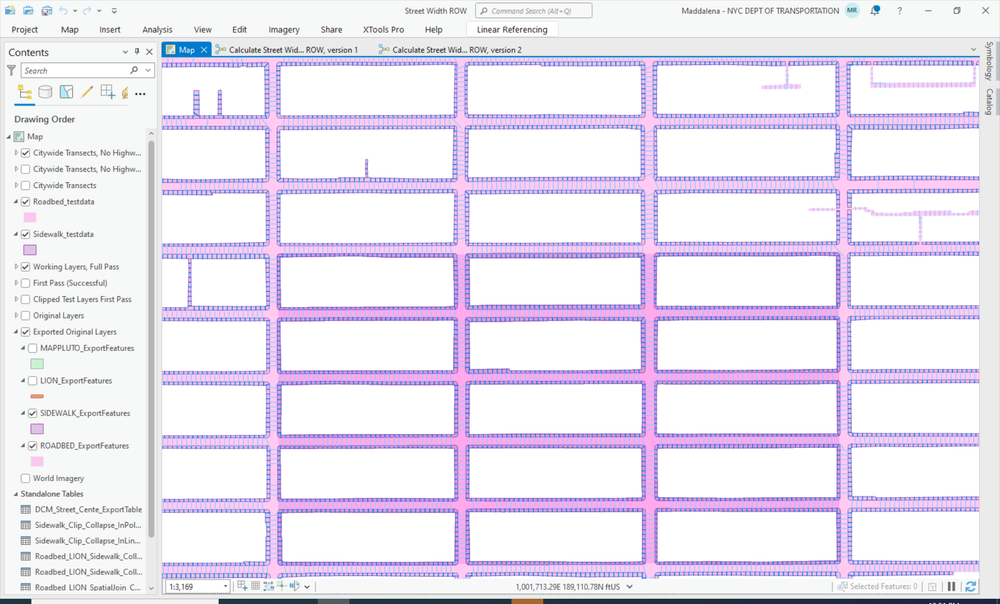 Street Width ROW
Command Search (Alt+Q)
Maddalena - NYC DEPT OF TRANSPORTATION
MR
?
Project Map Insert Analysis View Edit Imagery Share XTools Pro Help Linear Referencing
Contents
Search
Drawing Order
Map
Citywide Transects, No Highw...
Citywide Transects, No Highw...
Citywide Transects
Roadbed_testdata
Sidewalk_testdata
Working Layers, Full Pass
First Pass (Successful)
Clipped Test Layers First Pass
Original Layers
Exported Original Layers
MAPPLUTO_ExportFeatures
LION_ExportFeatures
SIDEWALK_ExportFeatures
ROADBED_ExportFeatures
World Imagery
Standalone Tables
DCM_Street_Cente_ExportTable
Sidewalk_Clip_Collapse_InPol...
Sidewalk_Clip_Collapse_InLin...
Roadbed_LION_Sidewalk_Coll...
Roadbed_LION_Sidewalk_Coll...
Roadbed_LION_SpatialJoin_C...
Map
Calculate Street Wid... ROW, version 1
Calculate Street Wid... ROW, version 2
Symbology
Catalog
1:3,169
N
1,001,713.29E 189,110.78N ftUS
Selected Features: 0